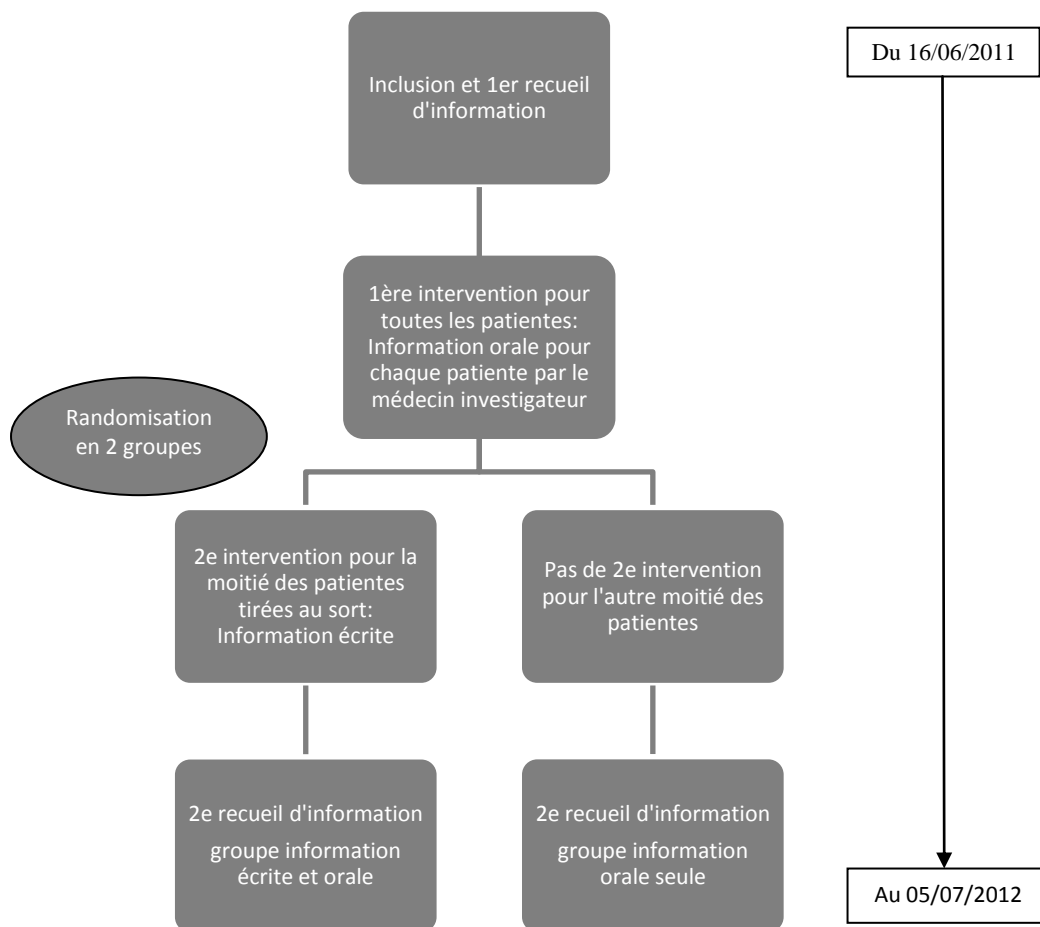 Inclusion et 1er recueil
d'information
Du 16/06/2011
1ère intervention pour
toutes les patientes:
Information orale pour
chaque patiente par le
médecin investigateur
Randomisation
en 2 groupes
2e intervention pour la
moitié des patientes
tirées au sort:
Information écrite
Pas de 2e intervention
pour l'autre moitié des
patientes
2e recueil d'information
groupe information
écrite et orale
2e recueil d'information
groupe information
orale seule
Au 05/07/2012